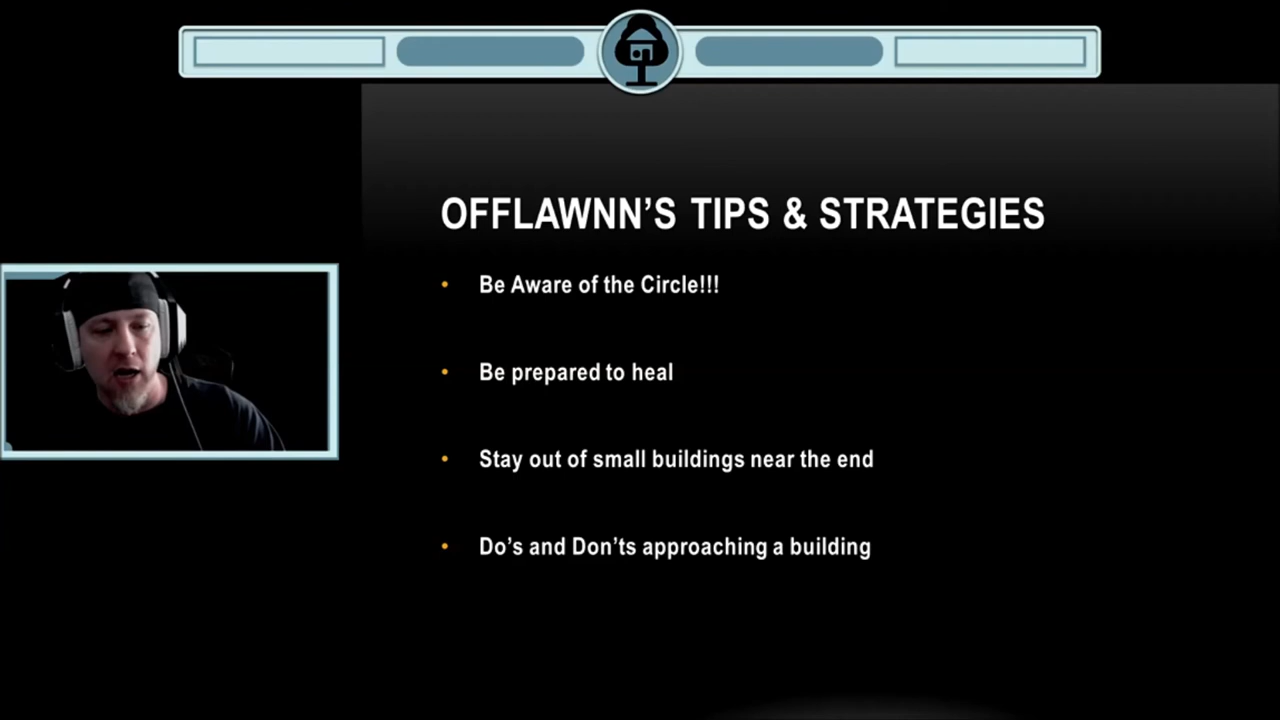 OFFLAWNN'S TIPS & STRATEGIES
• Be Aware of the Circle!!!
• Be prepared to heal
• Stay out of small buildings near the end
• Do's and Don'ts approaching a building